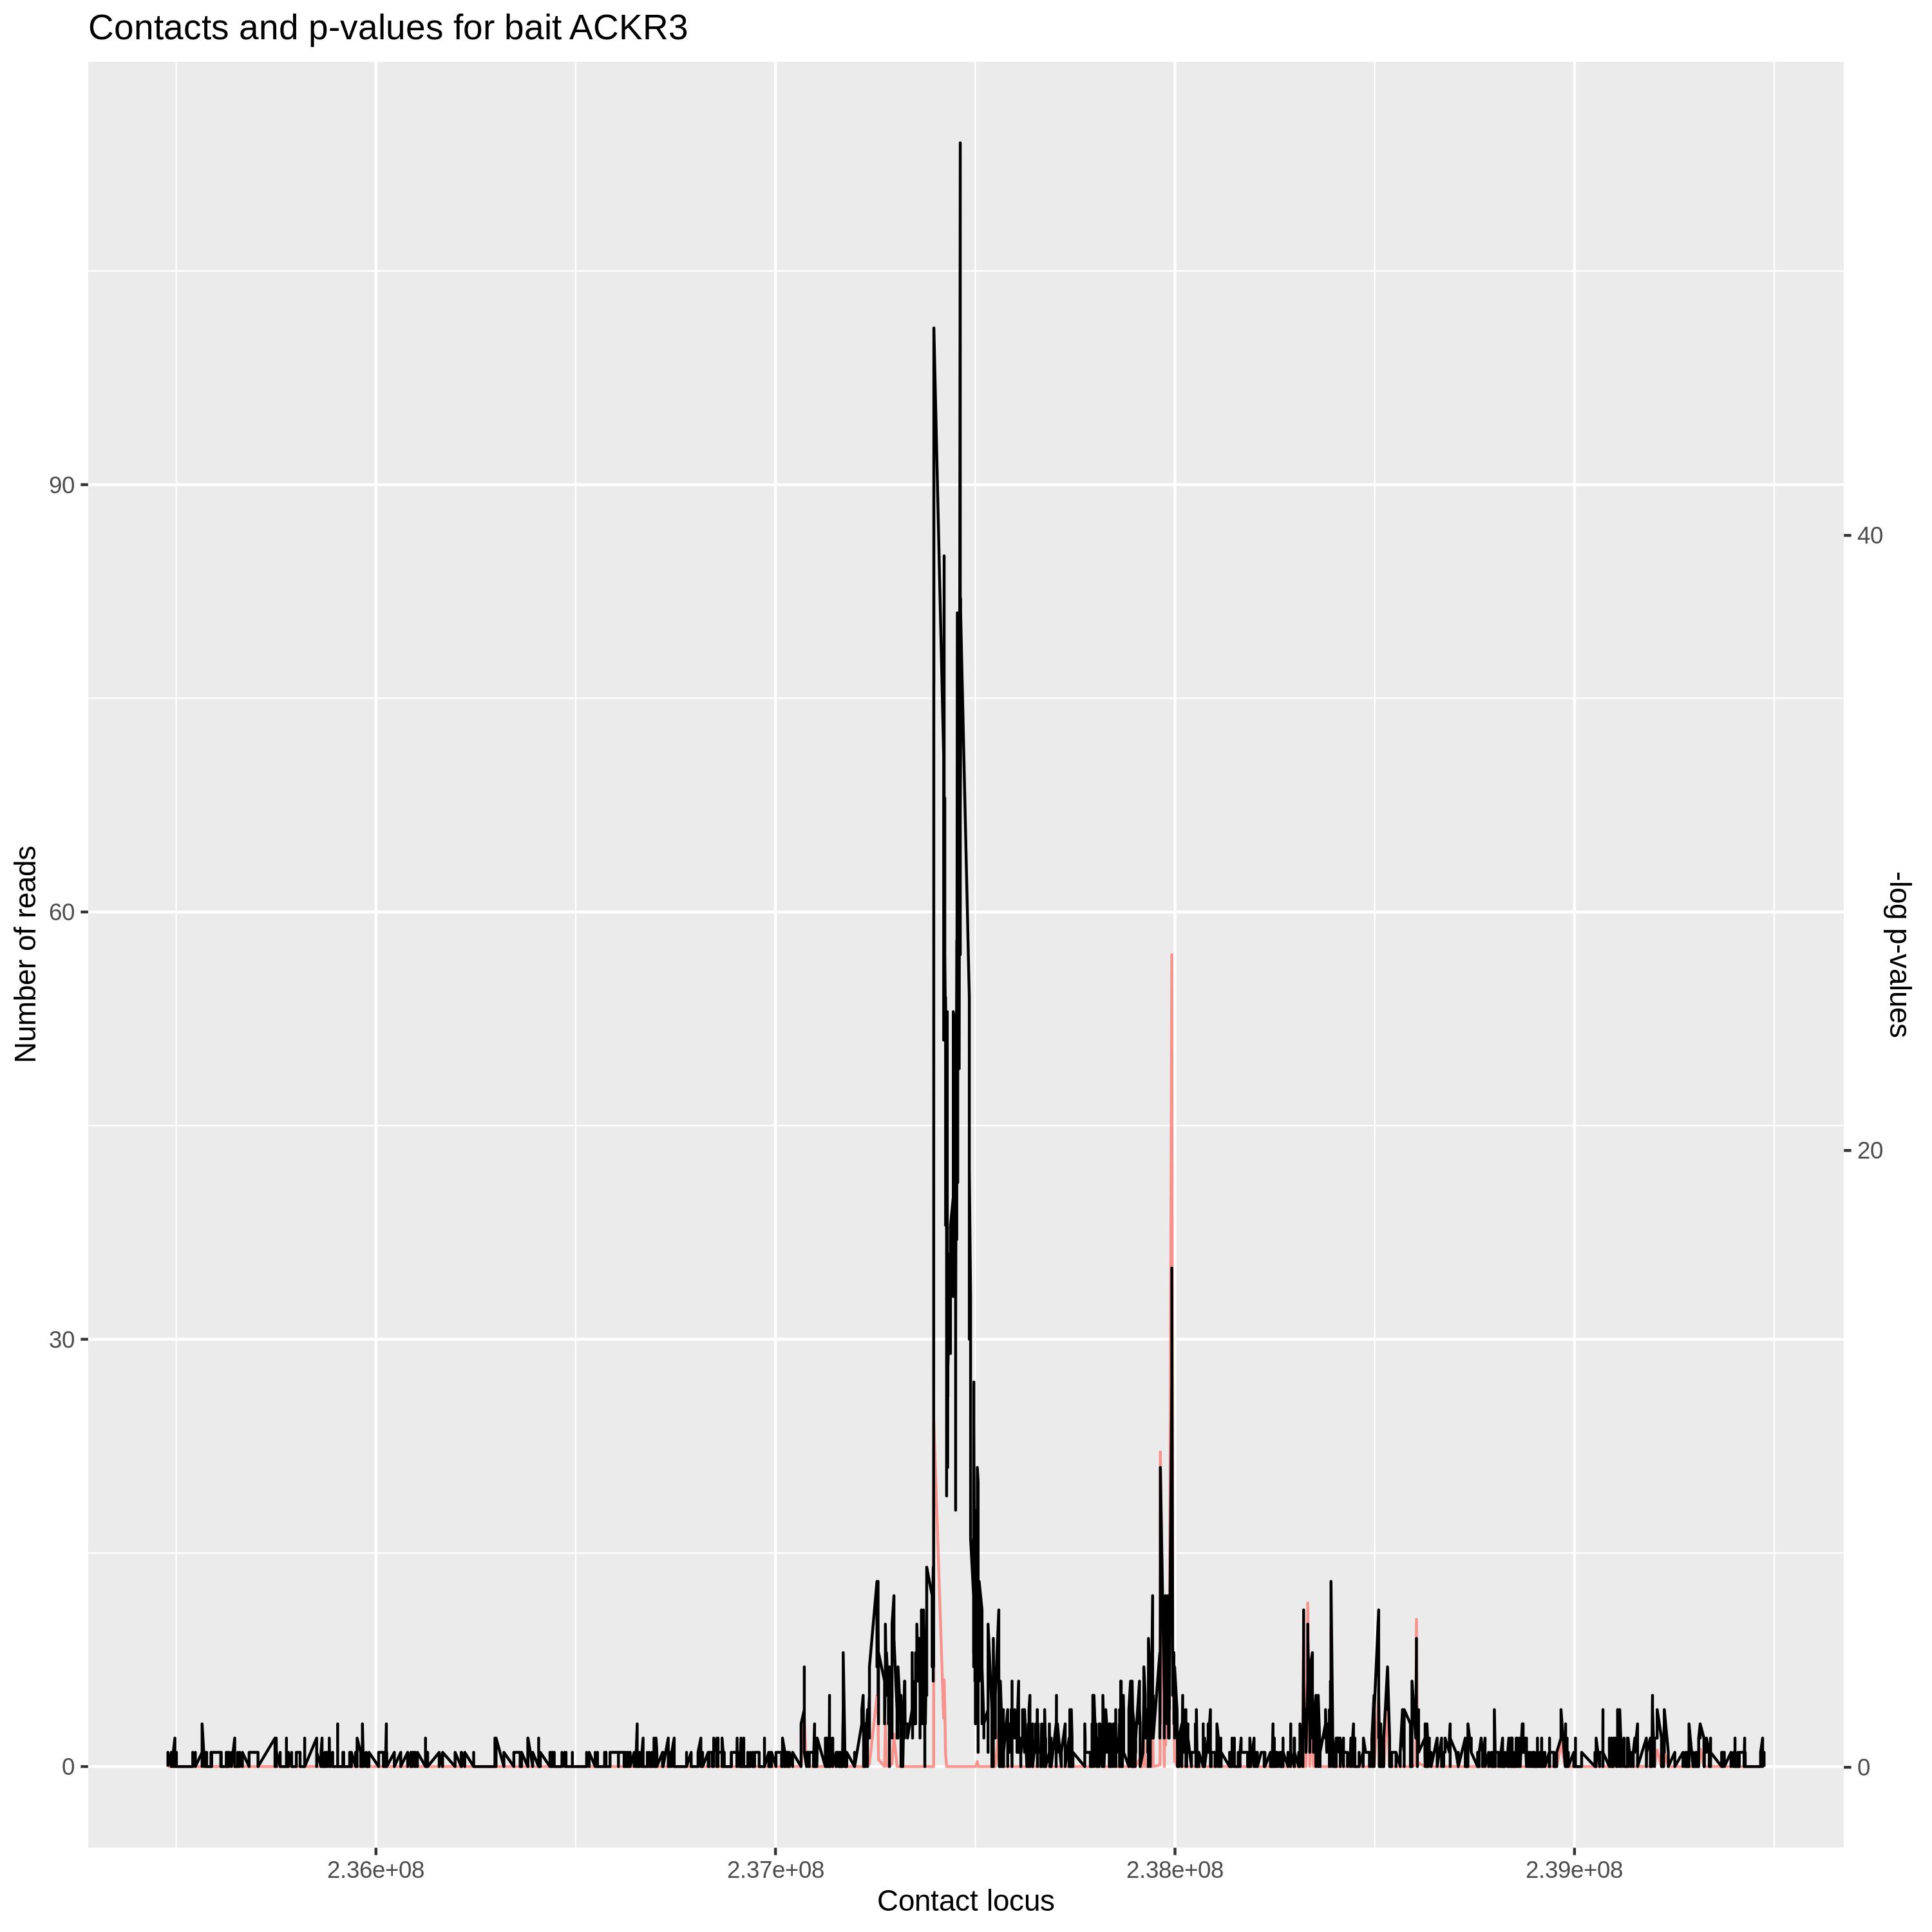 Contacts and p-values for bait ACKR3
90
60
30
0
Number of reads
40
20
0
-log p-values
2.36e+08
2.37e+08
2.38e+08
2.39e+08
Contact locus